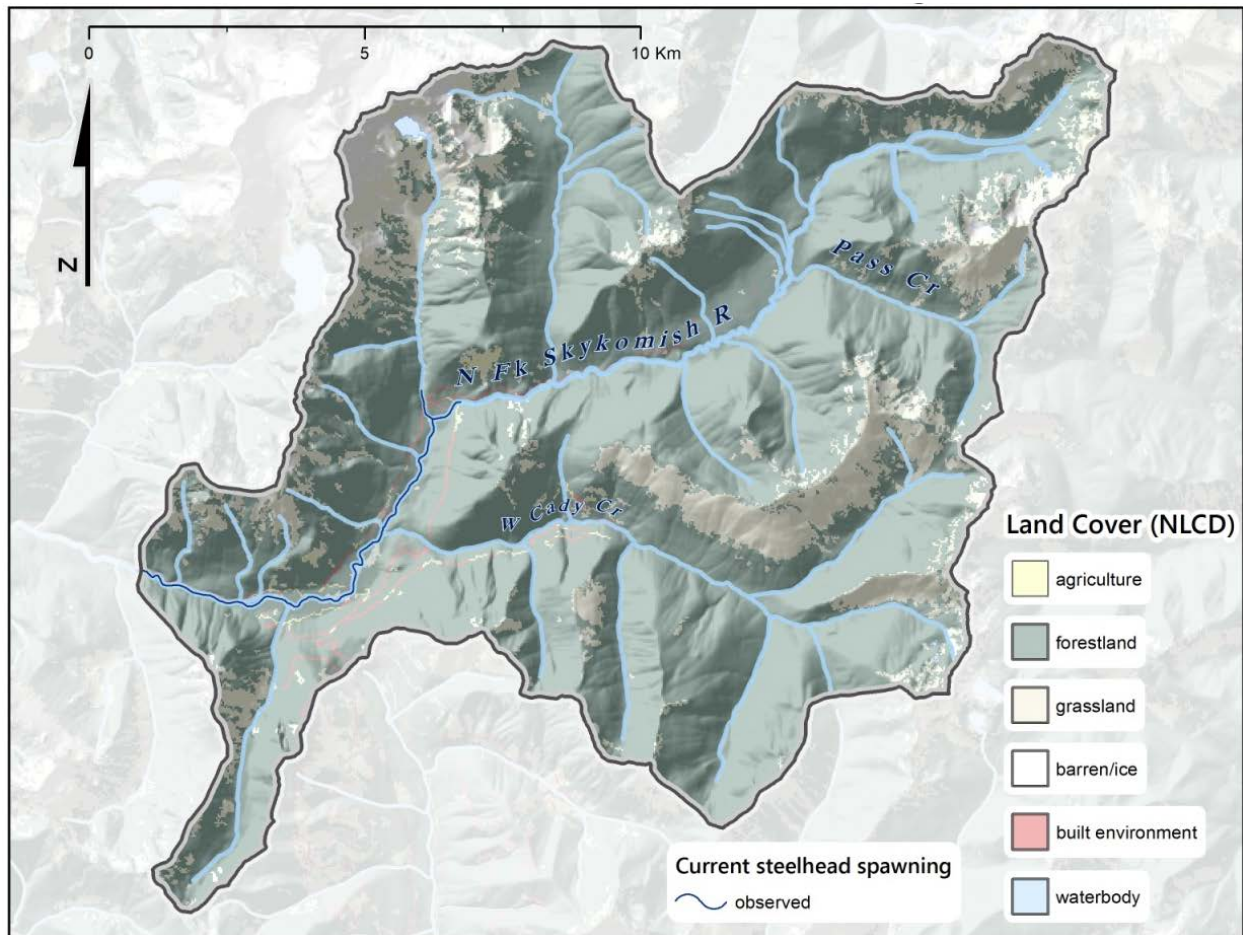 0 5 10 Km
N
Pass Cr
N Fk Skykomish R
W Cady Cr
Land Cover (NLCD)
agriculture
forestland
grassland
barren/ice
built environment
waterbody
Current steelhead spawning
observed